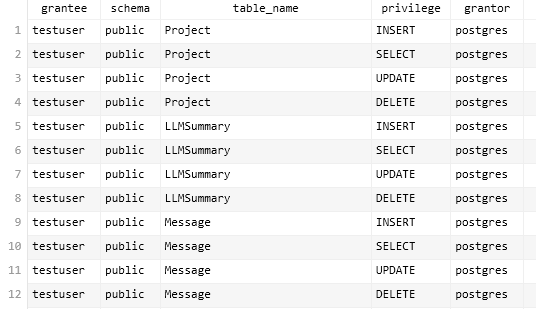 grantee schema table_name privilege grantor
1 testuser public Project INSERT postgres
2 testuser public Project SELECT postgres
3 testuser public Project UPDATE postgres
4 testuser public Project DELETE postgres
5 testuser public LLMSummary INSERT postgres
6 testuser public LLMSummary SELECT postgres
7 testuser public LLMSummary UPDATE postgres
8 testuser public LLMSummary DELETE postgres
9 testuser public Message INSERT postgres
10 testuser public Message SELECT postgres
11 testuser public Message UPDATE postgres
12 testuser public Message DELETE postgres